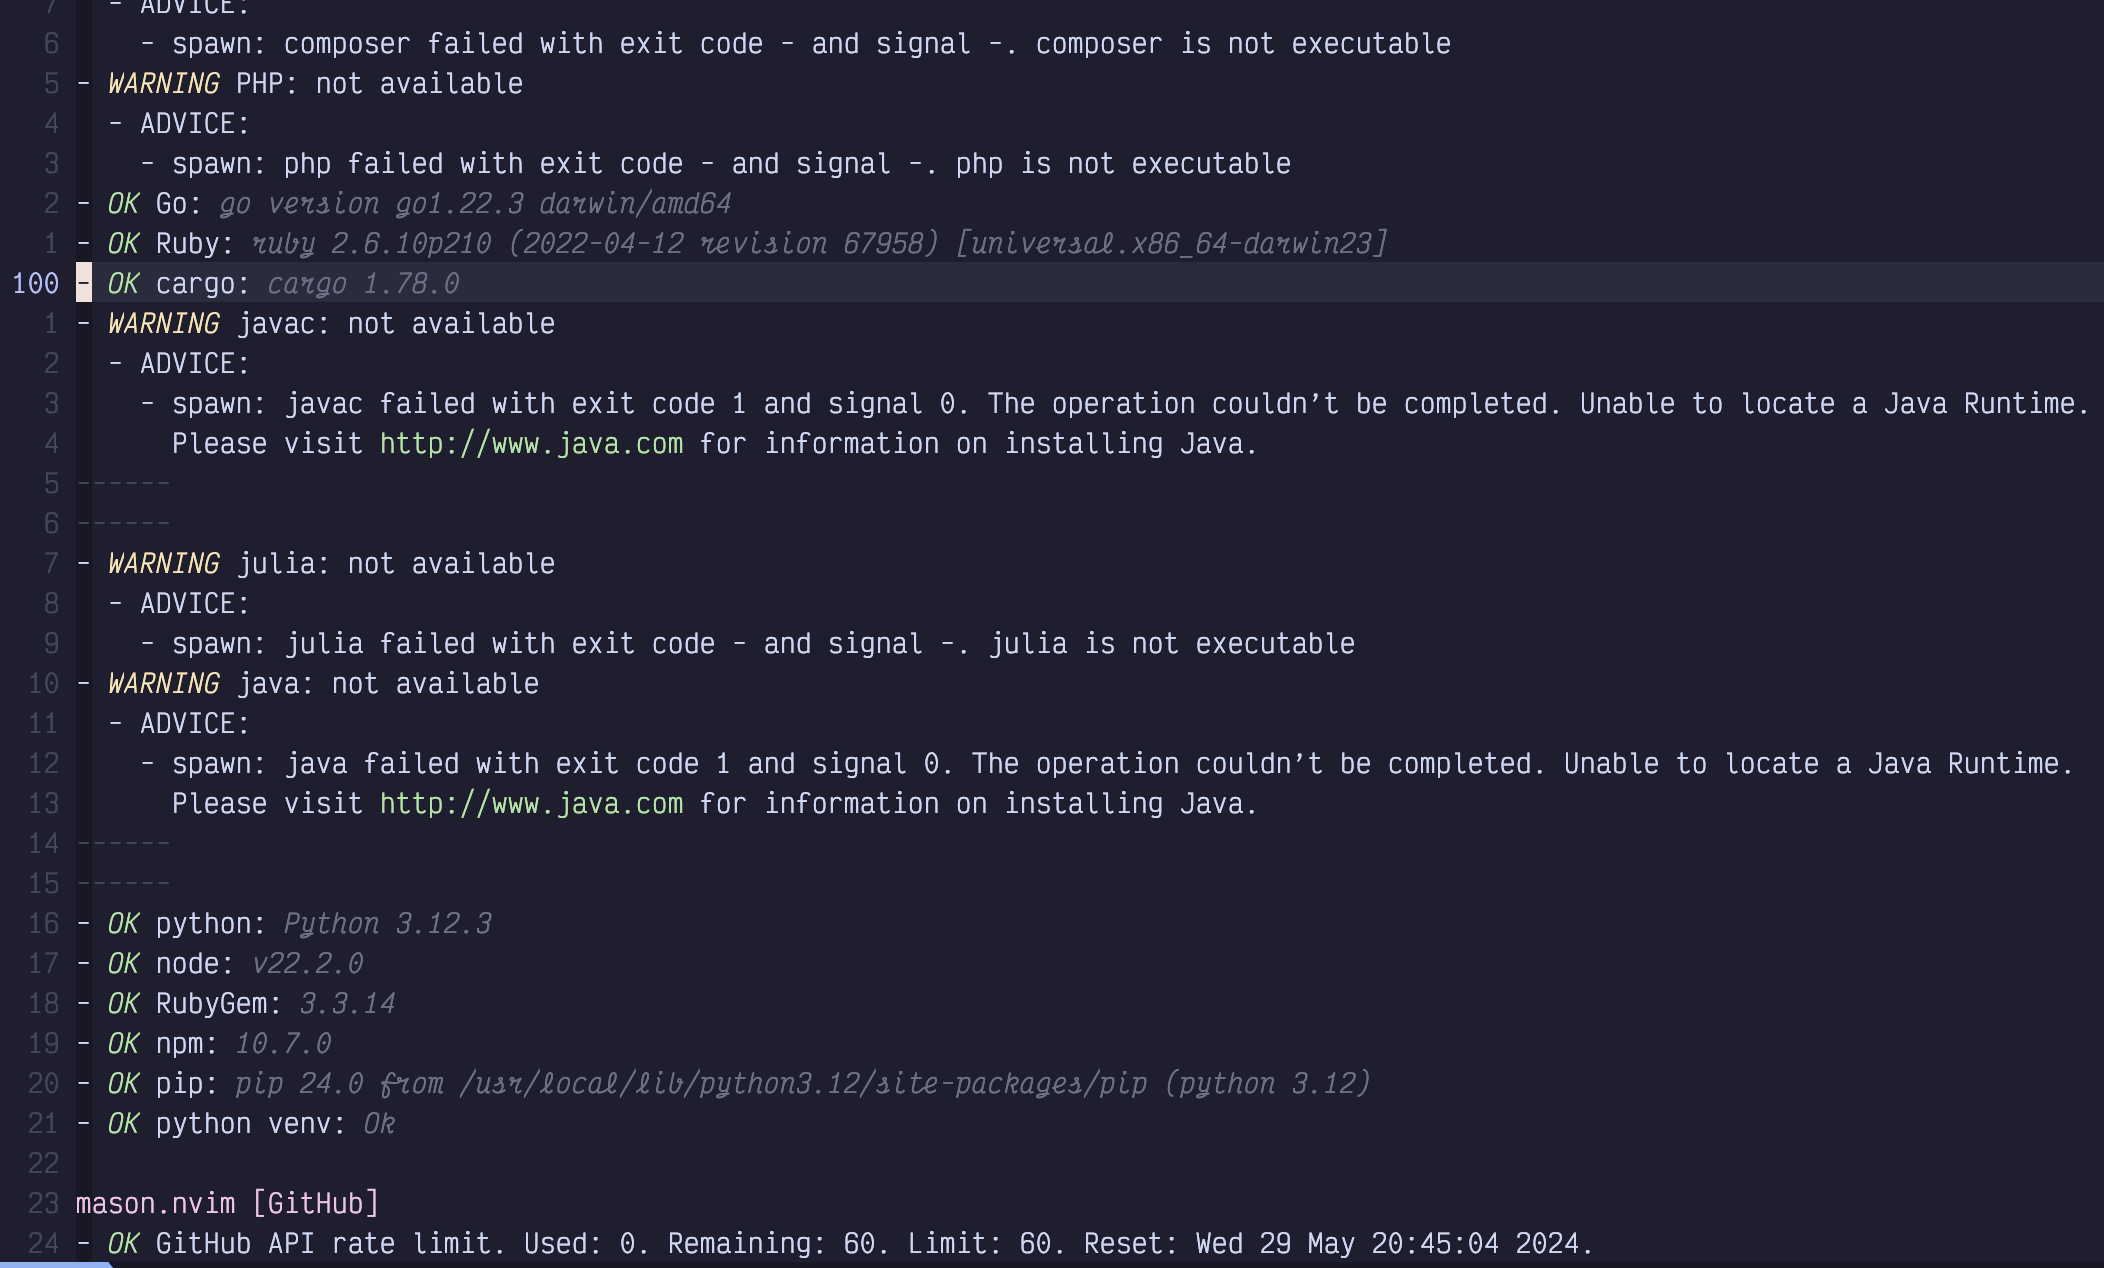 7   - ADVICE:
6     - spawn: composer failed with exit code - and signal -. composer is not executable
5 - WARNING PHP: not available
4   - ADVICE:
3     - spawn: php failed with exit code - and signal -. php is not executable
2 - OK Go: go version go1.22.3 darwin/amd64
1 - OK Ruby: ruby 2.6.10p210 (2022-04-12 revision 67958) [universal.x86_64-darwin23]
100 - OK cargo: cargo 1.78.0
1 - WARNING javac: not available
2   - ADVICE:
3     - spawn: javac failed with exit code 1 and signal 0. The operation couldn’t be completed. Unable to locate a Java Runtime.
4       Please visit http://www.java.com for information on installing Java.
5 ------
6 ------
7 - WARNING julia: not available
8   - ADVICE:
9     - spawn: julia failed with exit code - and signal -. julia is not executable
10 - WARNING java: not available
11   - ADVICE:
12     - spawn: java failed with exit code 1 and signal 0. The operation couldn’t be completed. Unable to locate a Java Runtime.
13       Please visit http://www.java.com for information on installing Java.
14 ------
15 ------
16 - OK python: Python 3.12.3
17 - OK node: v22.2.0
18 - OK RubyGem: 3.3.14
19 - OK npm: 10.7.0
20 - OK pip: pip 24.0 from /usr/local/lib/python3.12/site-packages/pip (python 3.12)
21 - OK python venv: Ok
22
23 mason.nvim [GitHub]
24 - OK GitHub API rate limit. Used: 0. Remaining: 60. Limit: 60. Reset: Wed 29 May 20:45:04 2024.